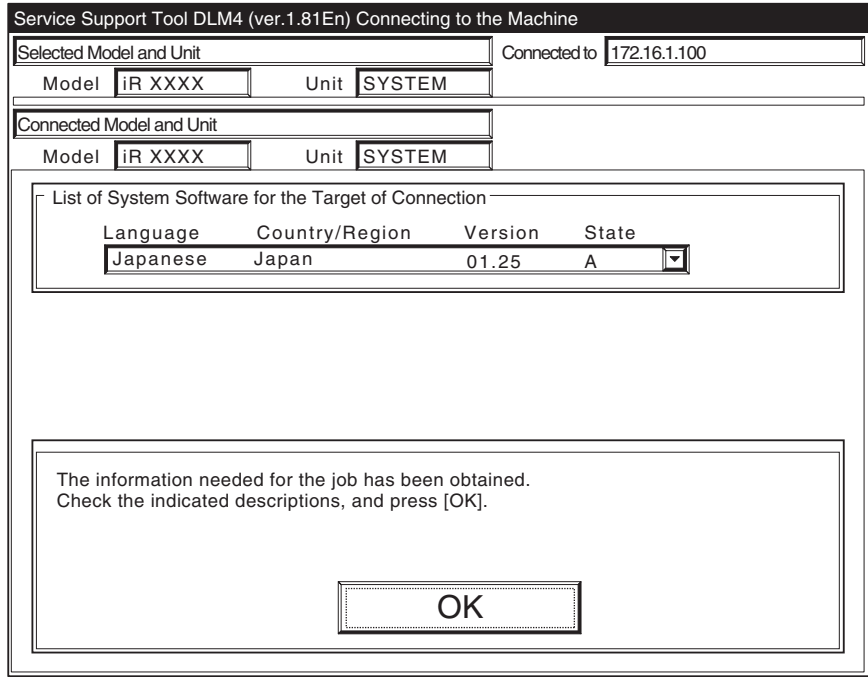 Service Support Tool DLM4 (ver.1.81En) Connecting to the Machine
Selected Model and Unit Connected to 172.16.1.100
Model iR XXXX Unit SYSTEM
Connected Model and Unit
Model iR XXXX Unit SYSTEM
List of System Software for the Target of Connection
Language Country/Region Version State
Japanese Japan 01.25 A
The information needed for the job has been obtained.
Check the indicated descriptions, and press [OK].
OK